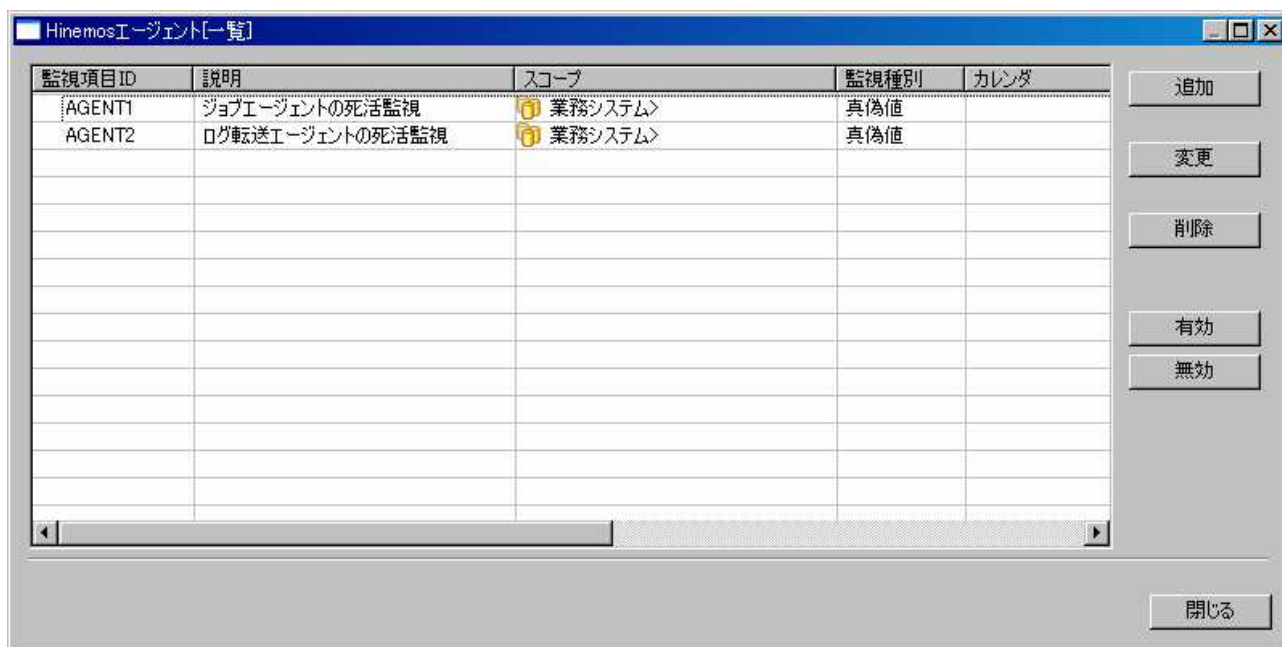 Hinemosエージェント[一覧]
監視項目ID 説明 スコープ 監視種別 カレンダ
AGENT1 ジョブエージェントの死活監視 業務システム> 真偽値
AGENT2 ログ転送エージェントの死活監視 業務システム> 真偽値
追加
変更
削除
有効
無効
閉じる